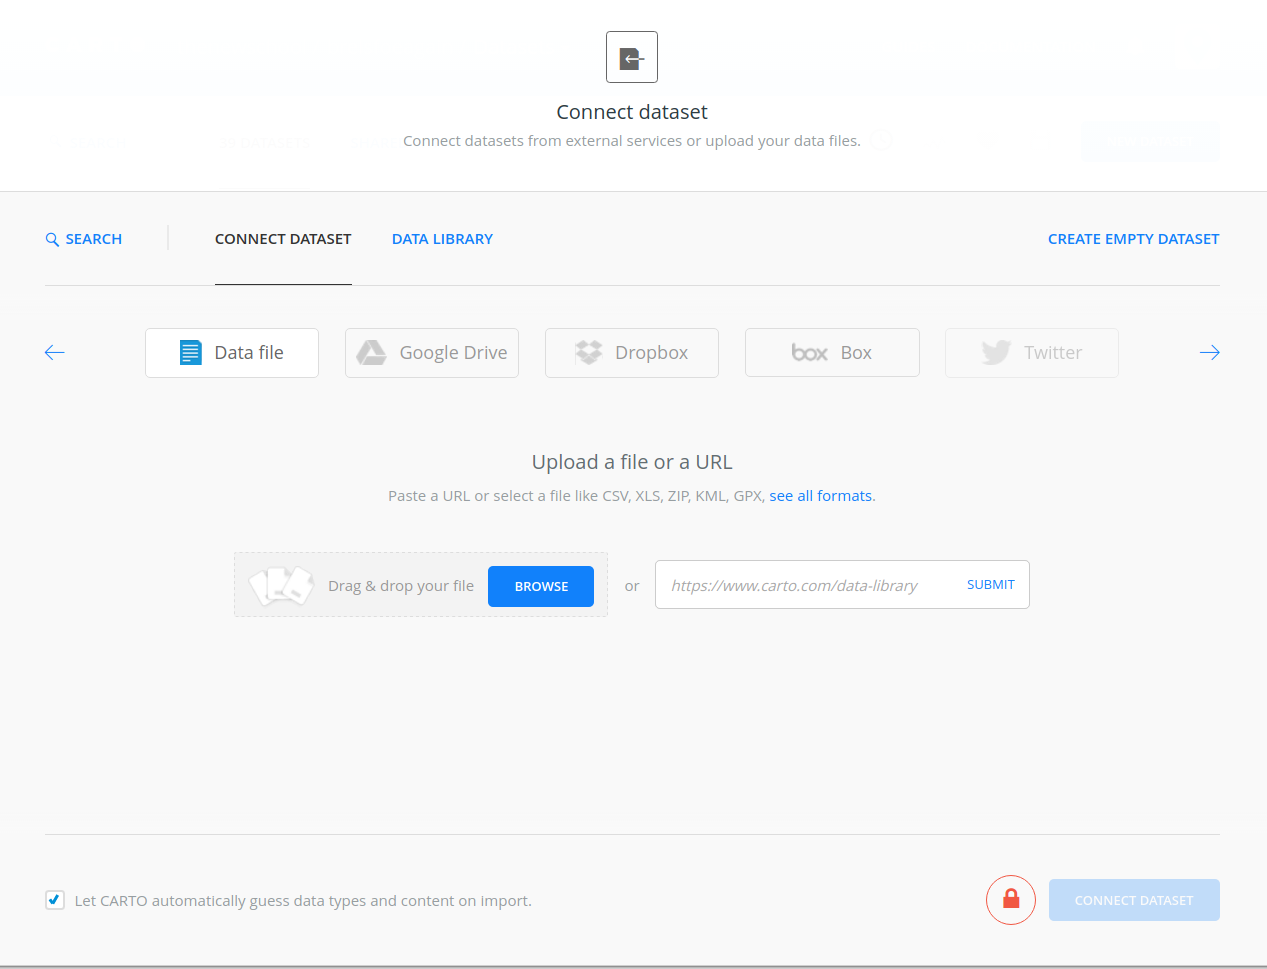 Connect dataset
Connect datasets from external services or upload your data files.
SEARCH
CONNECT DATASET
DATA LIBRARY
CREATE EMPTY DATASET
Data file
Google Drive
Dropbox
box Box
Twitter
Upload a file or a URL
Paste a URL or select a file like CSV, XLS, ZIP, KML, GPX, see all formats.
Drag & drop your file
BROWSE
or
https://www.carto.com/data-library
SUBMIT
Let CARTO automatically guess data types and content on import.
CONNECT DATASET